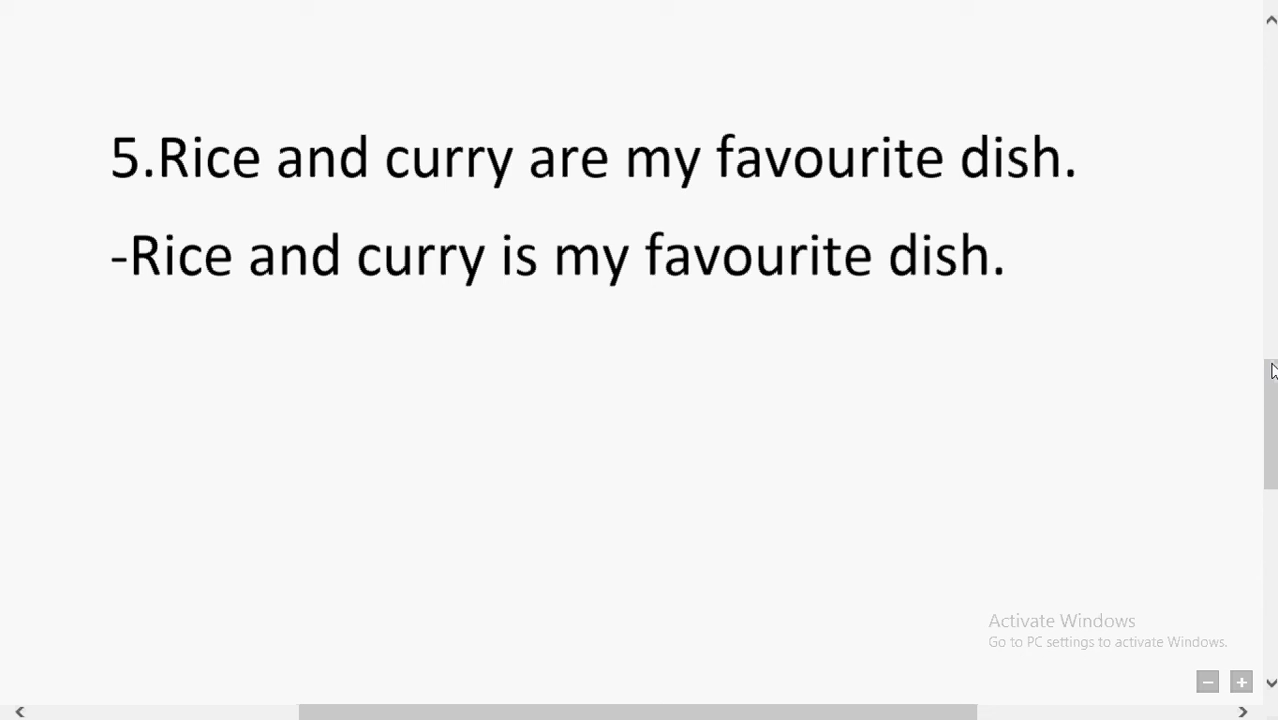 5.Rice and curry are my favourite dish.
-Rice and curry is my favourite dish.
Activate Windows
Go to PC settings to activate Windows.